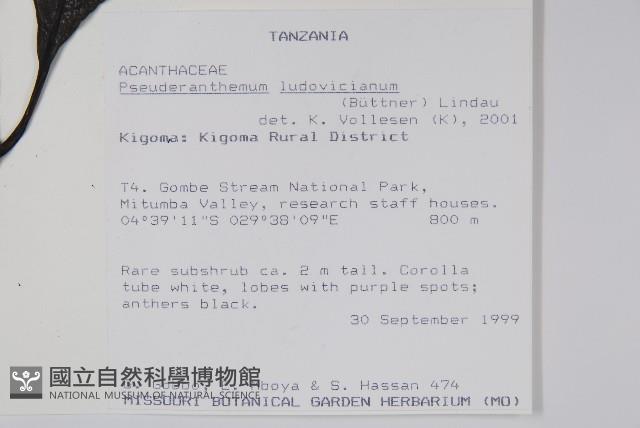 TANZANIA
ACANTHACEAE
Pseuderanthemum ludovicianum
(Büttner) Lindau
det. K. Vollesen (K), 2001
Kigoma: Kigoma Rural District
T4. Gombe Stream National Park,
Mitumba Valley, research staff houses.
04°39'11"S 029°38'09"E 800 m
Rare subshrub ca. 2 m tall. Corolla
tube white, lobes with purple spots;
anthers black.
30 September 1999
& S. Hassan 474
MISSOURI BOTANICAL GARDEN HERBARIUM (MO)
國立自然科學博物館
NATIONAL MUSEUM OF NATURAL SCIENCE